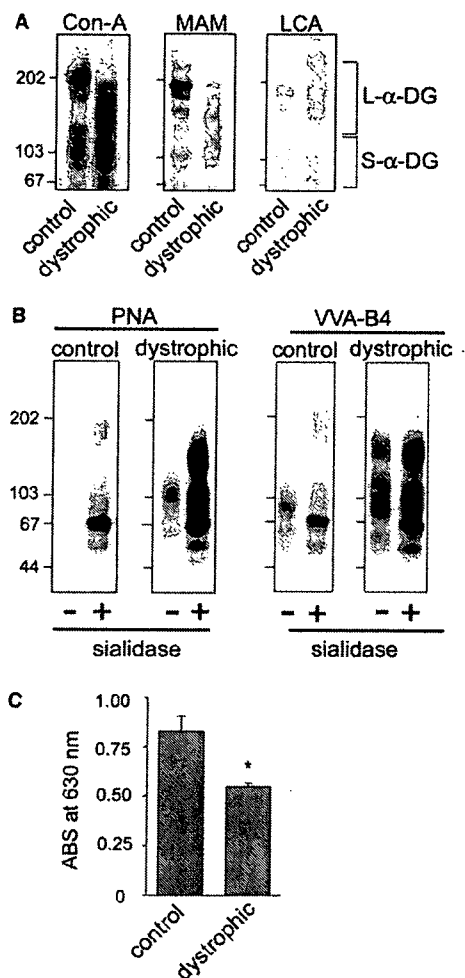 A
Con-A MAM LCA
202
103
67
L-α-DG
S-α-DG
control dystrophic control dystrophic control dystrophic
B
PNA VVA-B4
control dystrophic control dystrophic
202
103
67
44
- + - + - + - +
sialidase sialidase
C
ABS at 630 nm
1.00
0.75
0.50
0.25
0
*
control dystrophic